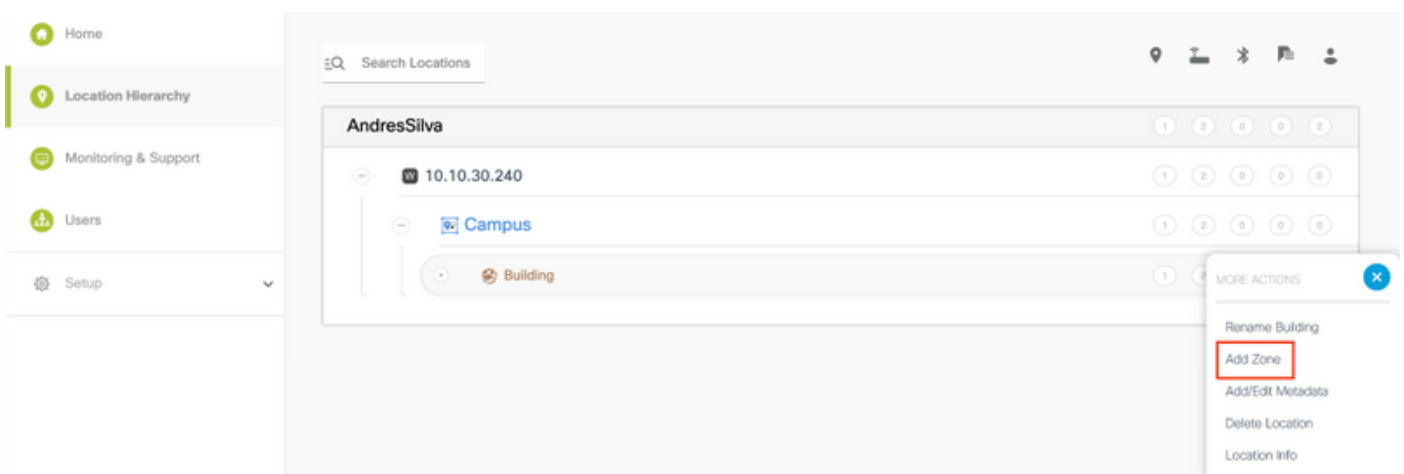 Home
Search Locations
Location Hierarchy
AndresSilva
1 2 0 0 2
Monitoring & Support
W 10.10.30.240
1 2 0 0 0
Users
Campus
1 2 0 0 0
Setup
Building
1 2
MORE ACTIONS
Rename Building
Add Zone
Add/Edit Metadata
Delete Location
Location Info